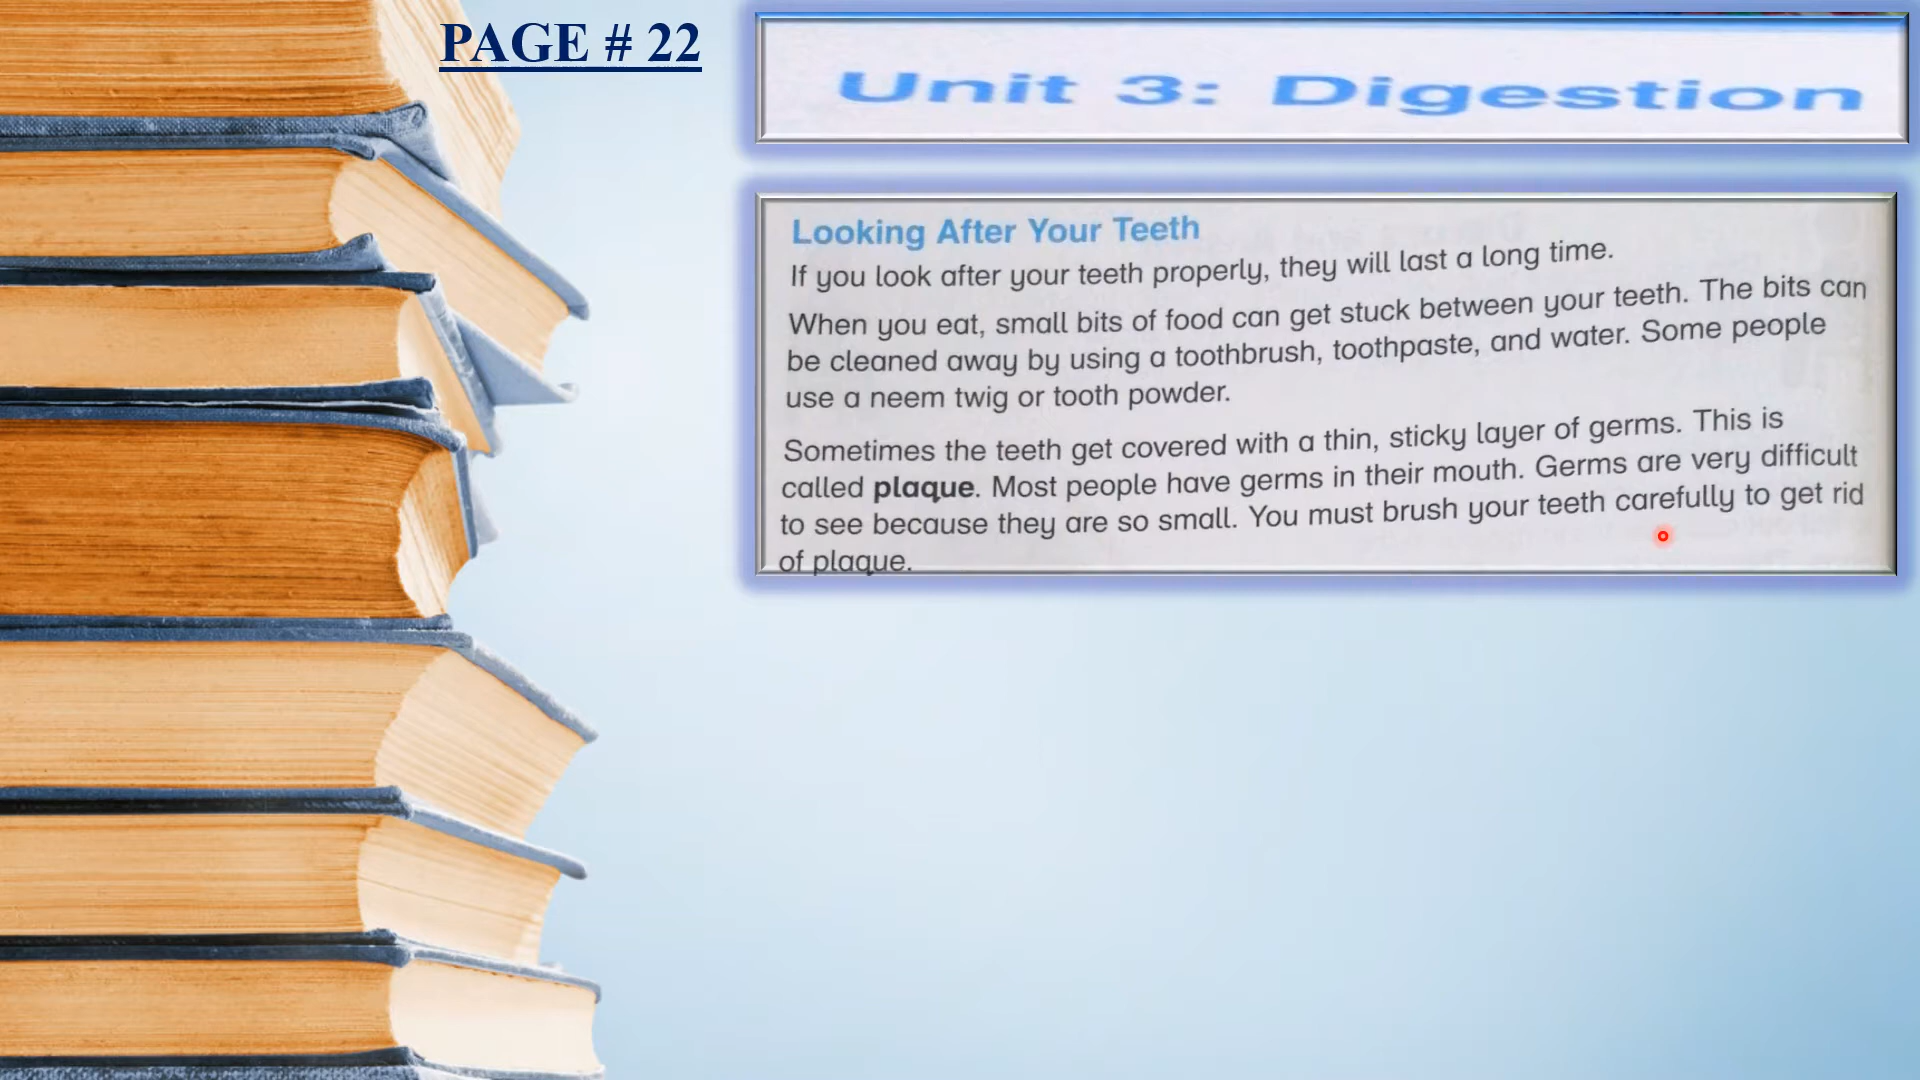 PAGE # 22
Unit 3: Digestion
Looking After Your Teeth
If you look after your teeth properly, they will last a long time.
When you eat, small bits of food can get stuck between your teeth. The bits can
be cleaned away by using a toothbrush, toothpaste, and water. Some people
use a neem twig or tooth powder.
Sometimes the teeth get covered with a thin, sticky layer of germs. This is
called plaque. Most people have germs in their mouth. Germs are very difficult
to see because they are so small. You must brush your teeth carefully to get rid
of plaque.